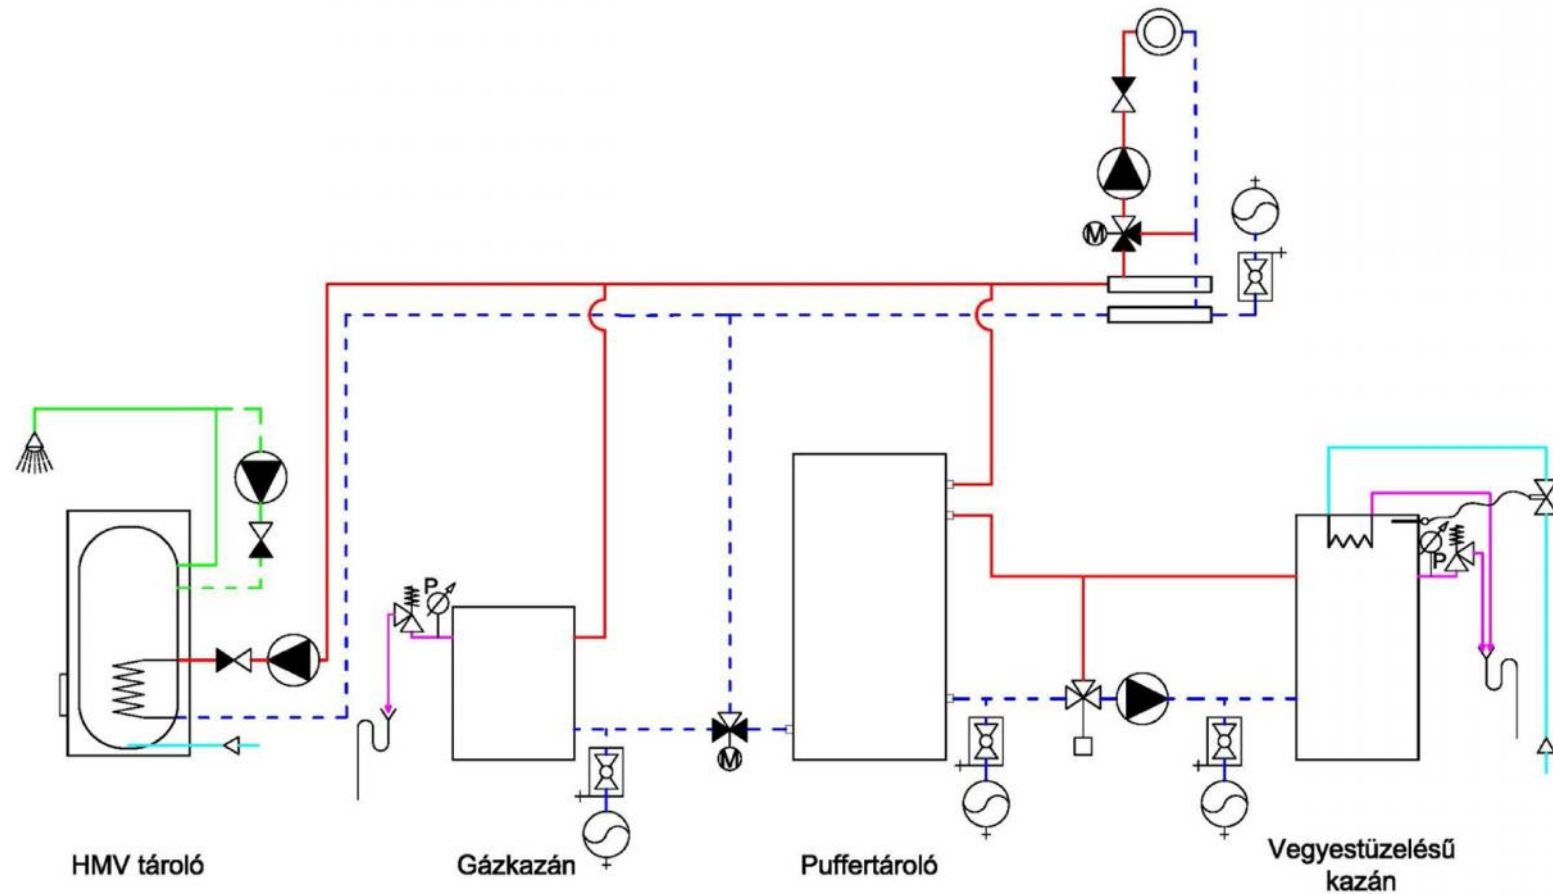 M
P
P
M
HMV tároló
Gázkazán
Puffertároló
Vegyestüzelésű
kazán